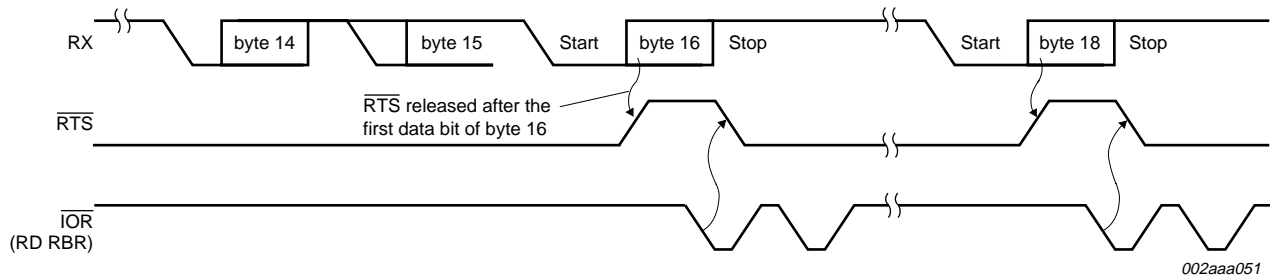 RX
byte 14
byte 15
Start
byte 16
Stop
Start
byte 18
Stop
RTS
RTS released after the
first data bit of byte 16
IOR
(RD RBR)
002aaa051